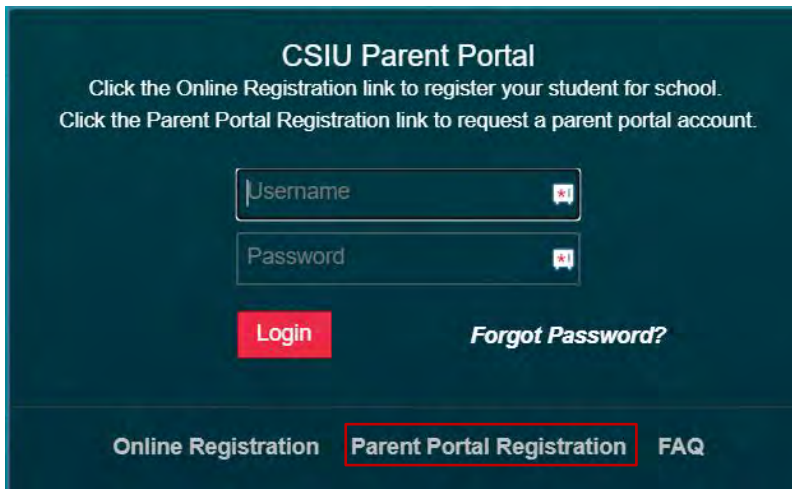 CSIU Parent Portal
Click the Online Registration link to register your student for school.
Click the Parent Portal Registration link to request a parent portal account.
Username
Password
Login Forgot Password?
Online Registration Parent Portal Registration FAQ